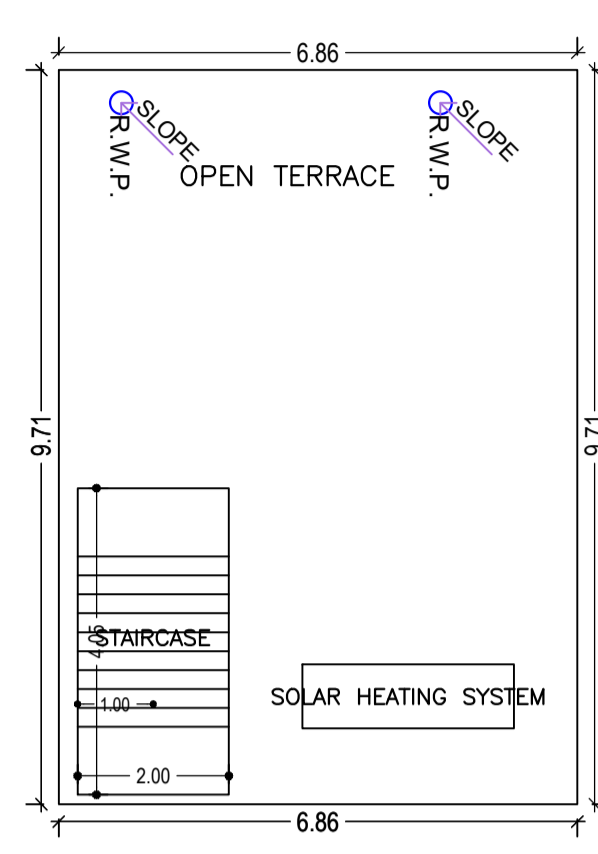 6.86
SLOPE
SLOPE
R.W.P.
R.W.P.
OPEN TERRACE
9.71
9.71
4.05
STAIRCASE
SOLAR HEATING SYSTEM
1.00
2.00
6.86